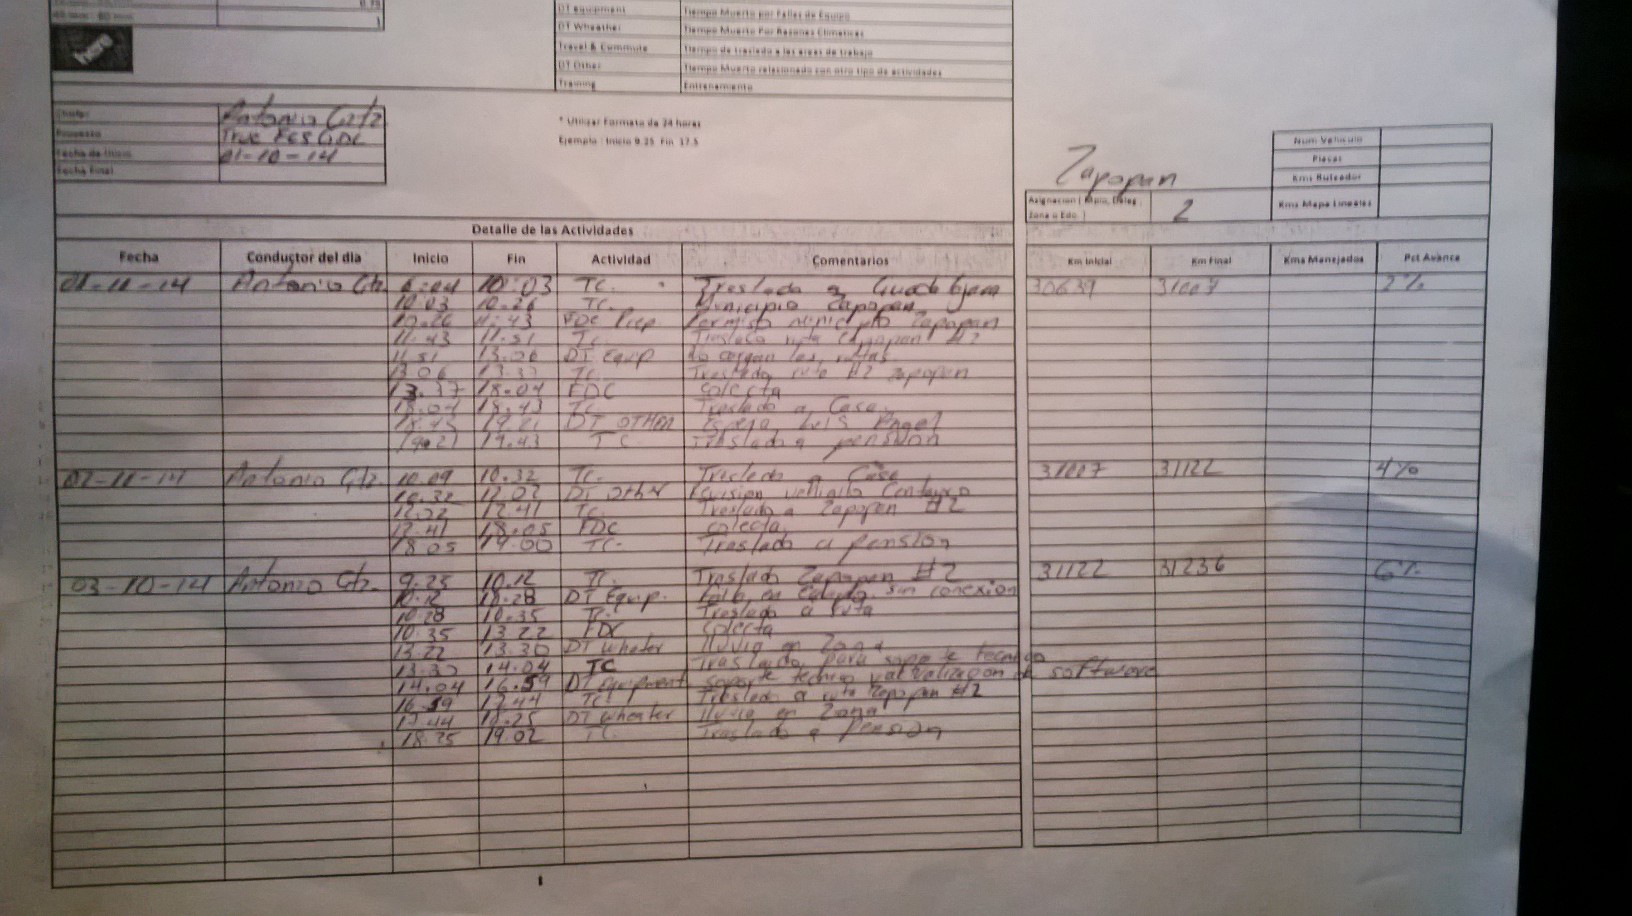 0.75
1
here
DT equipment Tiempo Muerto por Fallas de Equipo
DT Wheather Tiempo Muerto Por Razones Climaticas
Travel & Commute Tiempo de traslado a las areas de trabajo
DT Other Tiempo Muerto relacionado con otro tipo de actividades
Training Entrenamiento
Chofer Antonio Gtz
Proyecto True FCS GDL
Fecha de Inicio 01-10-14
Fecha Final
* Utilizar Formato de 24 horas
Ejemplo: Inicio 9.25 Fin 17.5
Zapopan
Asignacion ( Mpio, Deleg, Zona o Edo. ) 2
Num Vehiculo
Placas
Kms Ruteador
Kms Mapa Lineales
Detalle de las Actividades
Fecha Conductor del dia Inicio Fin Actividad Comentarios Km Inicial Km Final Kms Manejados Pct Avance
01-11-14 Antonio Gtz 6:04 10:03 TC. Traslado a Guadalajara 30639 31007 2%
10.03 10.26 TC. Municipio Zapopan
10.26 11.43 FDC Prep. Permiso municipio Zapopan
11.43 11.51 TC Traslado ruta Zapopan #2
11.51 13.06 DT Equip no cargan las rutas
13.06 13.37 TC. Traslado ruta #2 Zapopan
13.37 18.04 FDC colecta
18.04 18.43 TC Traslado a Casa.
18.43 19.21 DT OTHER Espera Luis Angel
19.21 19.43 TC Traslado a pension
02-11-14 Antonio Gtz. 10.09 10.32 TC. Traslado a Casa 31007 31122 4%
10.32 12.02 DT Other Revision vehiculo Centauro
12.02 12.41 TC. Traslado a Zapopan #2
12.41 18.05 FDC colecta.
18.05 19.00 TC. Traslado a pension
03-10-14 Antonio Gtz. 9.25 10.12 TC. Traslado Zapopan #2 31122 31236 6%
10.12 10.28 DT Equip. Falla en sin conexion
10.28 10.35 TC. Traslado a ruta
10.35 13.22 FDC colecta
13.22 13.30 DT wheter lluvia en Zona
13.30 14.04 TC Traslado para soporte tecnico
14.04 16.59 DT Equipment soporte tecnico software
16.59 17.44 TC Traslado a ruta Zapopan #2
17.44 18.25 DT wheater lluvia en Zona
18.25 19.02 TC. Traslado a pension